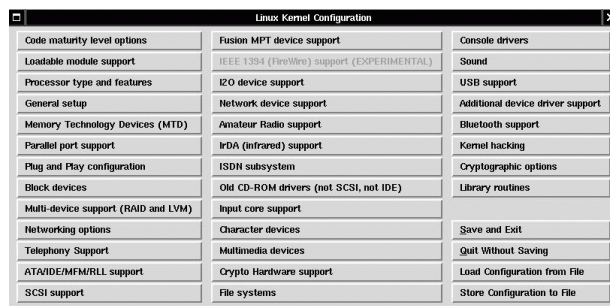 Linux Kernel Configuration
Code maturity level options
Loadable module support
Processor type and features
General setup
Memory Technology Devices (MTD)
Parallel port support
Plug and Play configuration
Block devices
Multi-device support (RAID and LVM)
Networking options
Telephony Support
ATA/IDE/MFM/RLL support
SCSI support
Fusion MPT device support
IEEE 1394 (FireWire) support (EXPERIMENTAL)
I2O device support
Network device support
Amateur Radio support
IrDA (infrared) support
ISDN subsystem
Old CD-ROM drivers (not SCSI, not IDE)
Input core support
Character devices
Multimedia devices
Crypto Hardware support
File systems
Console drivers
Sound
USB support
Additional device driver support
Bluetooth support
Kernel hacking
Cryptographic options
Library routines
Save and Exit
Quit Without Saving
Load Configuration from File
Store Configuration to File